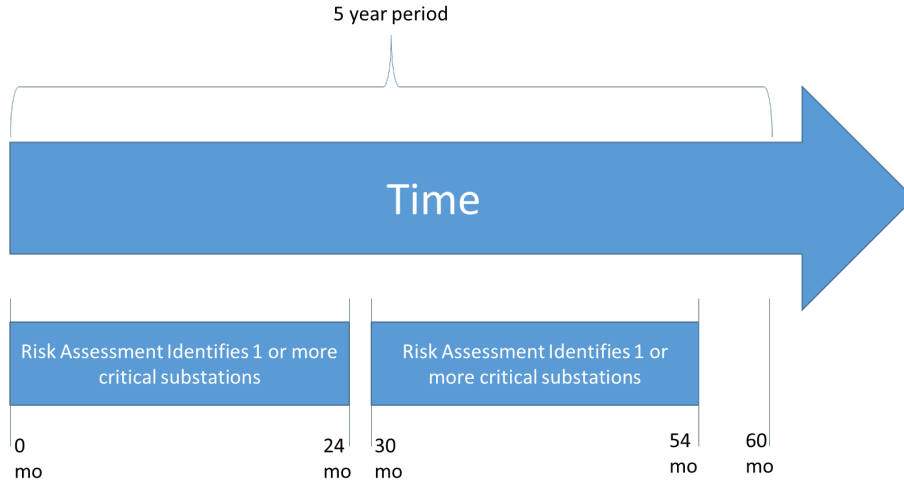 5 year period
Time
Risk Assessment Identifies 1 or more
critical substations
Risk Assessment Identifies 1 or
more critical substations
0
mo
24
mo
30
mo
54
mo
60
mo